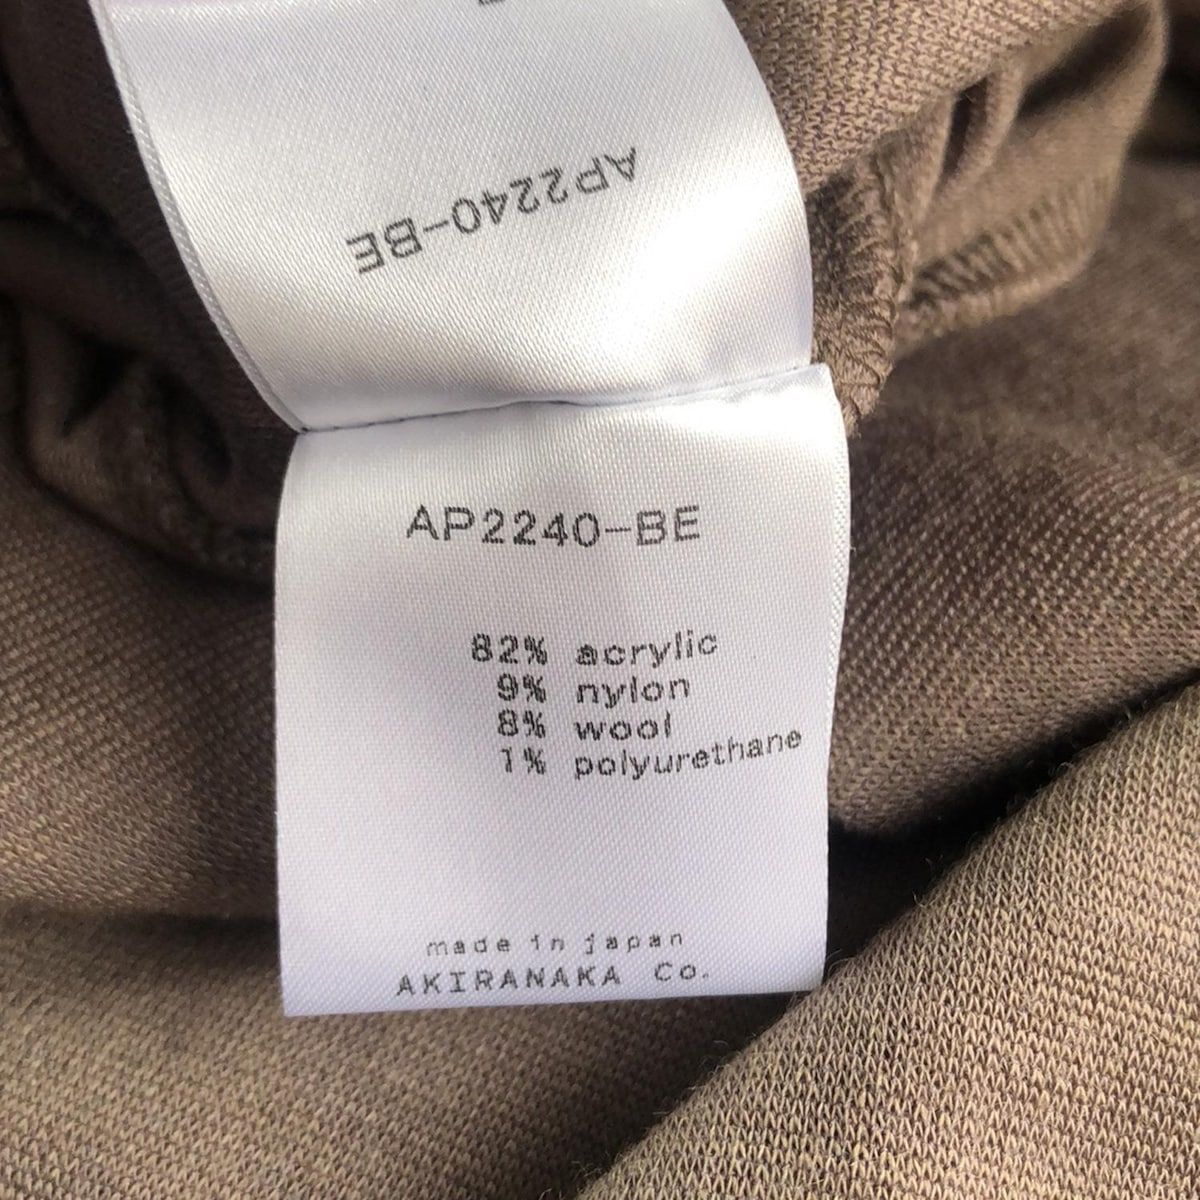 AP2240-BE
AP2240-BE
82% acrylic
9% nylon
8% wool
1% polyurethane
made in japan
AKIRANAKA Co.